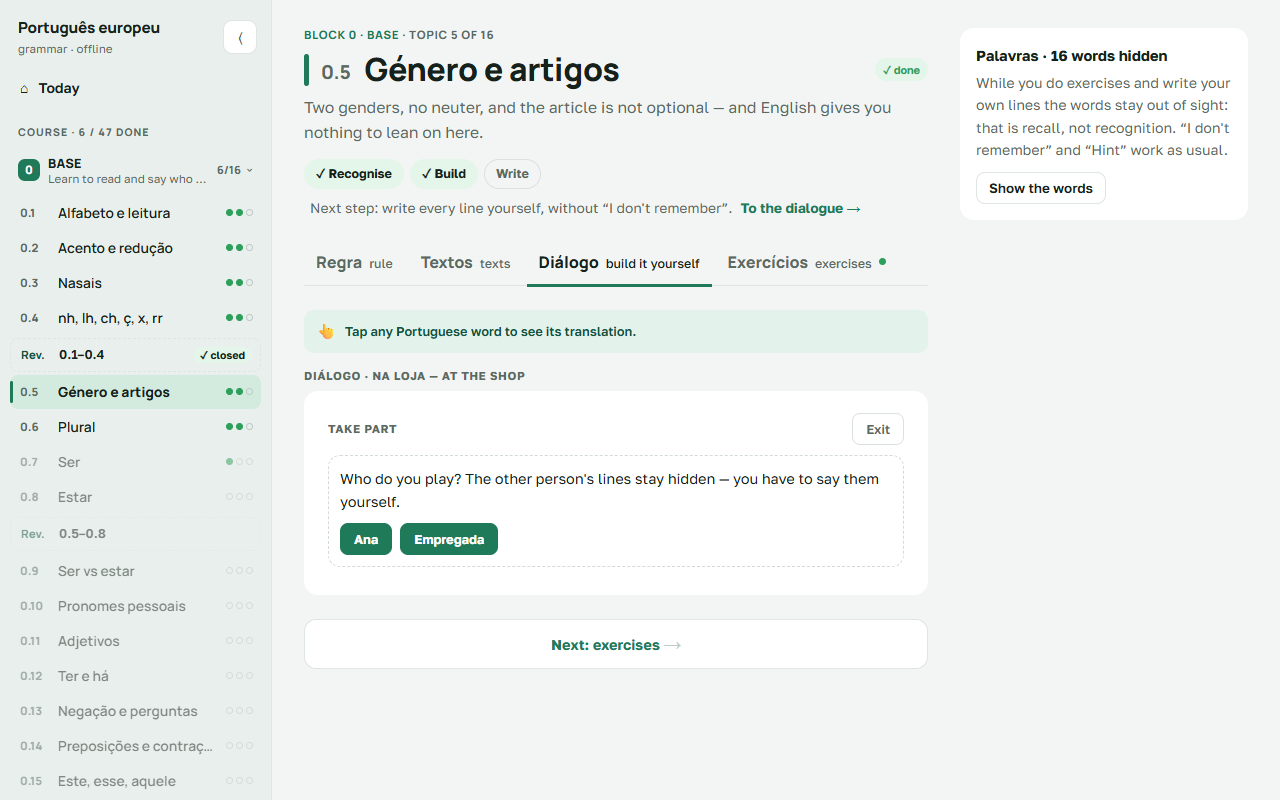 Português europeu
grammar · offline
⟨
⌂ Today
COURSE · 6 / 47 DONE
0 BASE 6/16
Learn to read and say who ...
0.1 Alfabeto e leitura
0.2 Acento e redução
0.3 Nasais
0.4 nh, lh, ch, ç, x, rr
Rev. 0.1–0.4 ✓ closed
0.5 Género e artigos
0.6 Plural
0.7 Ser
0.8 Estar
Rev. 0.5–0.8
0.9 Ser vs estar
0.10 Pronomes pessoais
0.11 Adjetivos
0.12 Ter e há
0.13 Negação e perguntas
0.14 Preposições e contraç...
0.15 Este, esse, aquele
BLOCK 0 · BASE · TOPIC 5 OF 16
0.5 Género e artigos ✓ done
Two genders, no neuter, and the article is not optional — and English gives you
nothing to lean on here.
✓ Recognise ✓ Build Write
Next step: write every line yourself, without “I don't remember”. To the dialogue →
Regra rule Textos texts Diálogo build it yourself Exercícios exercises
👆 Tap any Portuguese word to see its translation.
DIÁLOGO · NA LOJA — AT THE SHOP
TAKE PART Exit
Who do you play? The other person's lines stay hidden — you have to say them
yourself.
Ana Empregada
Next: exercises →
Palavras · 16 words hidden
While you do exercises and write your
own lines the words stay out of sight:
that is recall, not recognition. “I don't
remember” and “Hint” work as usual.
Show the words